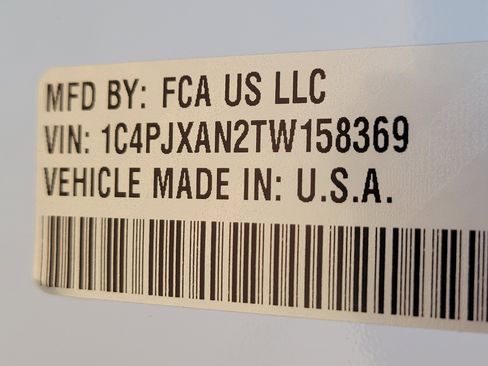 MFD BY: FCA US LLC
VIN: 1C4PJXAN2TW158369
VEHICLE MADE IN: U.S.A.